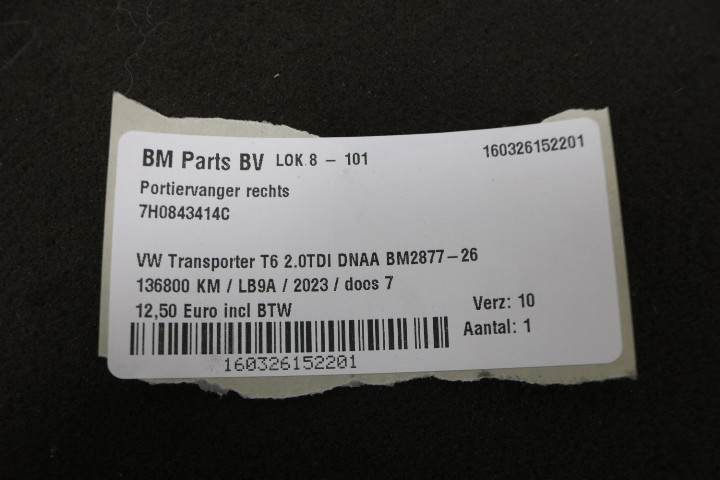 BM Parts BV LOK 8 - 101 160326152201
Portiervanger rechts
7H0843414C
VW Transporter T6 2.0TDI DNAA BM2877-26
136800 KM / LB9A / 2023 / doos 7
12,50 Euro incl BTW
Verz: 10
Aantal: 1
160326152201